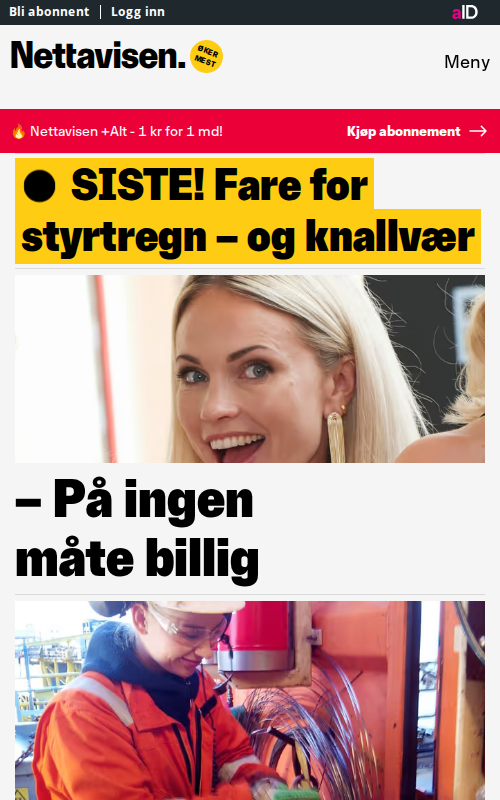 Bli abonnent
Logg inn
aID
Nettavisen.
ØKER
MEST
Meny
🔥 Nettavisen +Alt - 1 kr for 1 md!
Kjøp abonnement →
● SISTE! Fare for
styrtregn – og knallvær
– På ingen
måte billig